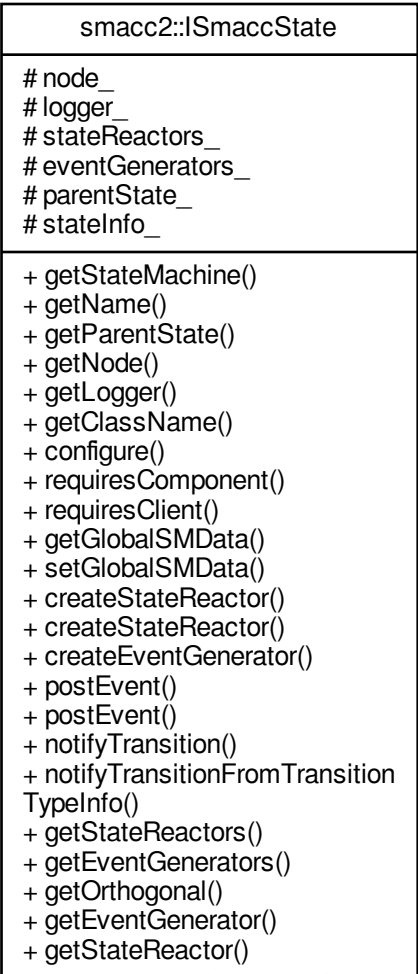 smacc2::ISmaccState
# node_
# logger_
# stateReactors_
# eventGenerators_
# parentState_
# stateInfo_
+ getStateMachine()
+ getName()
+ getParentState()
+ getNode()
+ getLogger()
+ getClassName()
+ configure()
+ requiresComponent()
+ requiresClient()
+ getGlobalSMData()
+ setGlobalSMData()
+ createStateReactor()
+ createStateReactor()
+ createEventGenerator()
+ postEvent()
+ postEvent()
+ notifyTransition()
+ notifyTransitionFromTransition
TypeInfo()
+ getStateReactors()
+ getEventGenerators()
+ getOrthogonal()
+ getEventGenerator()
+ getStateReactor()